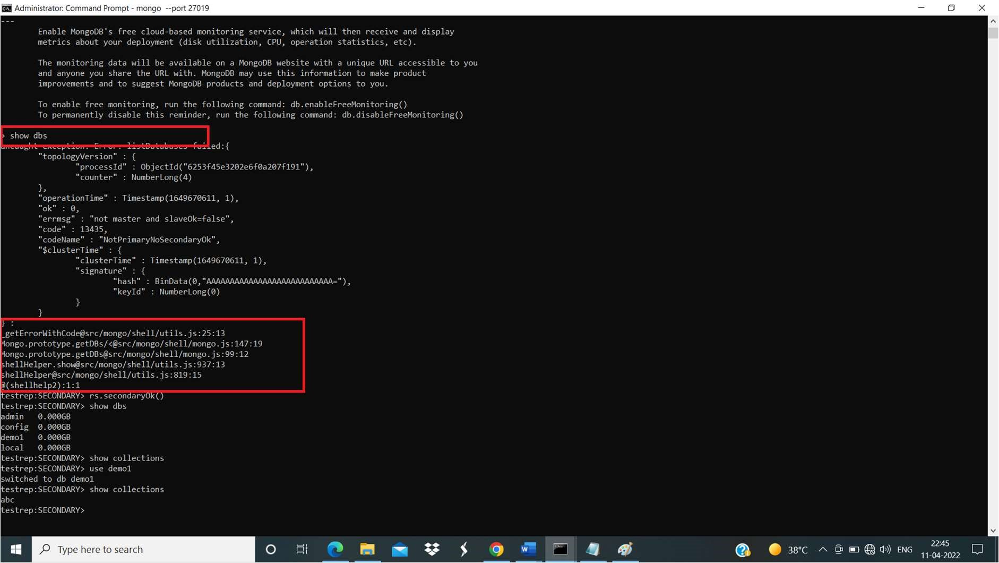 Administrator: Command Prompt - mongo --port 27019
---
Enable MongoDB's free cloud-based monitoring service, which will then receive and display
metrics about your deployment (disk utilization, CPU, operation statistics, etc).
The monitoring data will be available on a MongoDB website with a unique URL accessible to you
and anyone you share the URL with. MongoDB may use this information to make product
improvements and to suggest MongoDB products and deployment options to you.
To enable free monitoring, run the following command: db.enableFreeMonitoring()
To permanently disable this reminder, run the following command: db.disableFreeMonitoring()
> show dbs
uncaught exception: Error: listDatabases failed:{
"topologyVersion" : {
"processId" : ObjectId("6253f45e3202e6f0a207f191"),
"counter" : NumberLong(4)
},
"operationTime" : Timestamp(1649670611, 1),
"ok" : 0,
"errmsg" : "not master and slaveOk=false",
"code" : 13435,
"codeName" : "NotPrimaryNoSecondaryOk",
"$clusterTime" : {
"clusterTime" : Timestamp(1649670611, 1),
"signature" : {
"hash" : BinData(0,"AAAAAAAAAAAAAAAAAAAAAAAAAAA="),
"keyId" : NumberLong(0)
}
}
} :
_getErrorWithCode@src/mongo/shell/utils.js:25:13
Mongo.prototype.getDBs/<@src/mongo/shell/mongo.js:147:19
Mongo.prototype.getDBs@src/mongo/shell/mongo.js:99:12
shellHelper.show@src/mongo/shell/utils.js:937:13
shellHelper@src/mongo/shell/utils.js:819:15
@(shellhelp2):1:1
testrep:SECONDARY> rs.secondaryOk()
testrep:SECONDARY> show dbs
admin 0.000GB
config 0.000GB
demo1 0.000GB
local 0.000GB
testrep:SECONDARY> show collections
testrep:SECONDARY> use demo1
switched to db demo1
testrep:SECONDARY> show collections
abc
testrep:SECONDARY>
Type here to search
38°C
ENG
22:45
11-04-2022